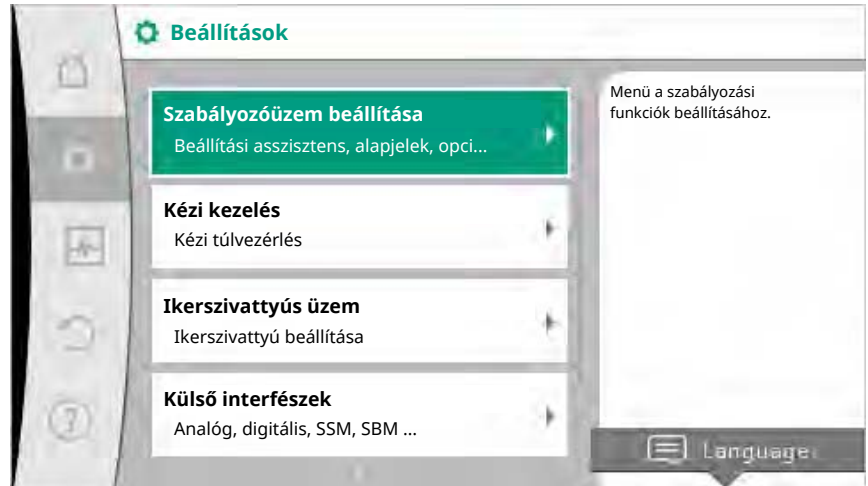 Beállítások
Szabályozóüzem beállítása
Beállítási asszisztens, alapjelek, opci...
Kézi kezelés
Kézi túlvezérlés
Ikerszivattyús üzem
Ikerszivattyú beállítása
Külső interfészek
Analóg, digitális, SSM, SBM ...
Menü a szabályozási
funkciók beállításához.
Language